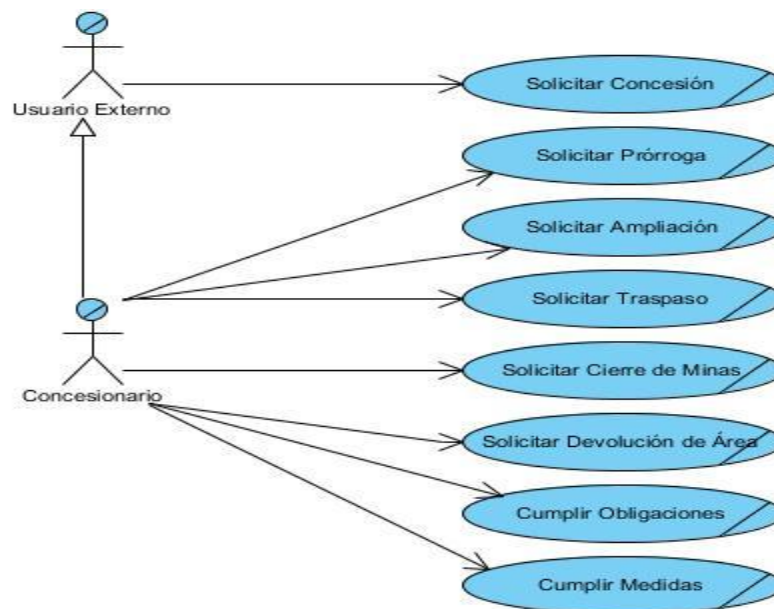 Usuario Externo
Solicitar Concesión
Solicitar Prórroga
Solicitar Ampliación
Solicitar Traspaso
Concesionario
Solicitar Cierre de Minas
Solicitar Devolución de Área
Cumplir Obligaciones
Cumplir Medidas